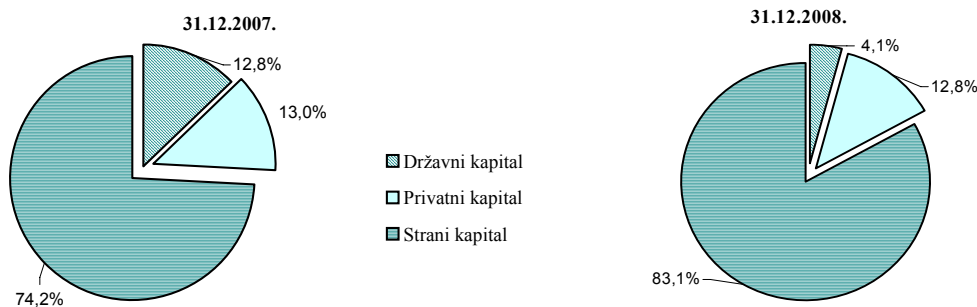 31.12.2007.
12,8%
13,0%
74,2%
Državni kapital
Privatni kapital
Strani kapital
31.12.2008.
4,1%
12,8%
83,1%